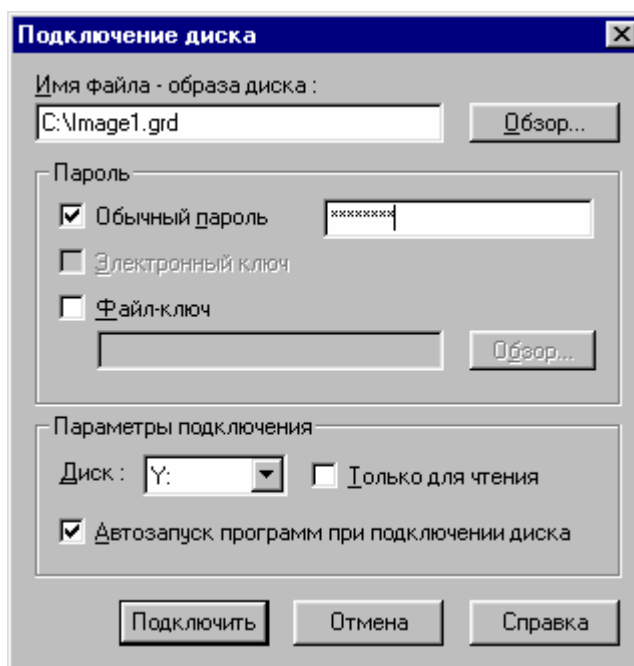 Подключение диска
Имя файла - образа диска :
C:\Image1.grd
Обзор...
Пароль
Обычный пароль
********
Электронный ключ
Файл-ключ
Обзор...
Параметры подключения
Диск : Y: Только для чтения
Автозапуск программ при подключении диска
Подключить Отмена Справка